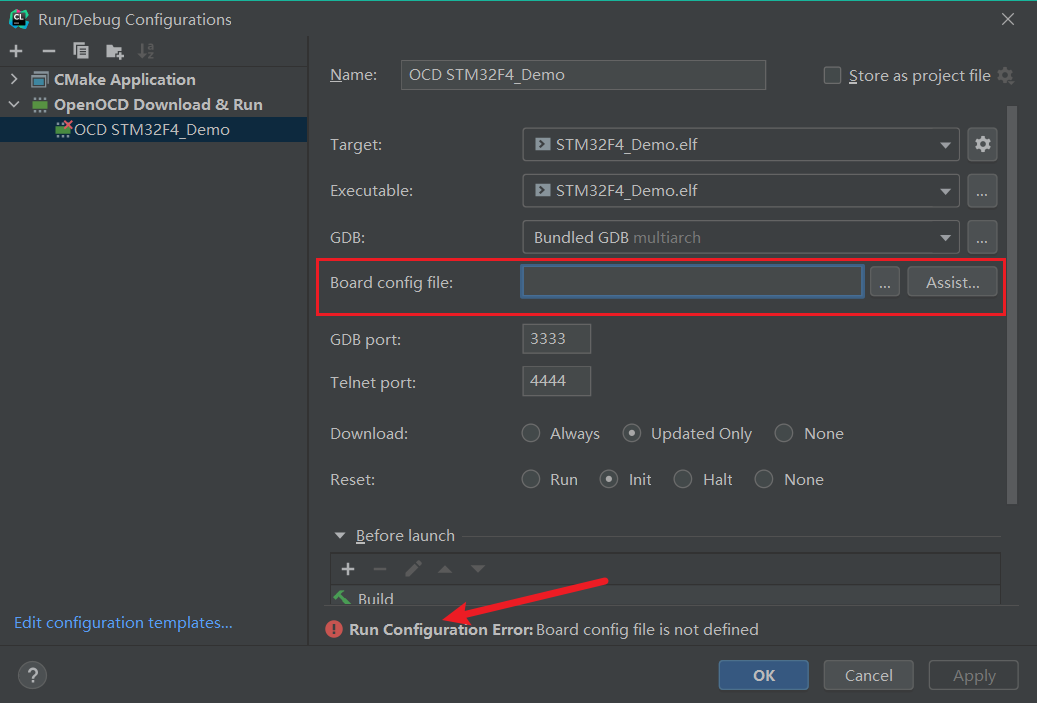 Run/Debug Configurations
CMake Application
OpenOCD Download & Run
OCD STM32F4_Demo
Edit configuration templates...
Name: OCD STM32F4_Demo Store as project file
Target: STM32F4_Demo.elf
Executable: STM32F4_Demo.elf ...
GDB: Bundled GDB multiarch ...
Board config file: ... Assist...
GDB port: 3333
Telnet port: 4444
Download: Always Updated Only None
Reset: Run Init Halt None
Before launch
Build
Run Configuration Error: Board config file is not defined
? OK Cancel Apply